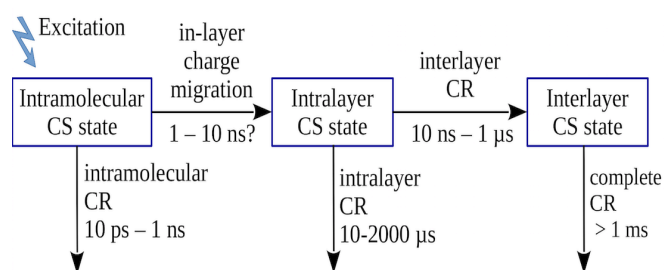 Excitation
in-layer
charge
migration
interlayer
CR
Intramolecular
CS state
Intralayer
CS state
Interlayer
CS state
1 – 10 ns?
10 ns – 1 μs
intramolecular
CR
10 ps – 1 ns
intralayer
CR
10-2000 μs
complete
CR
> 1 ms